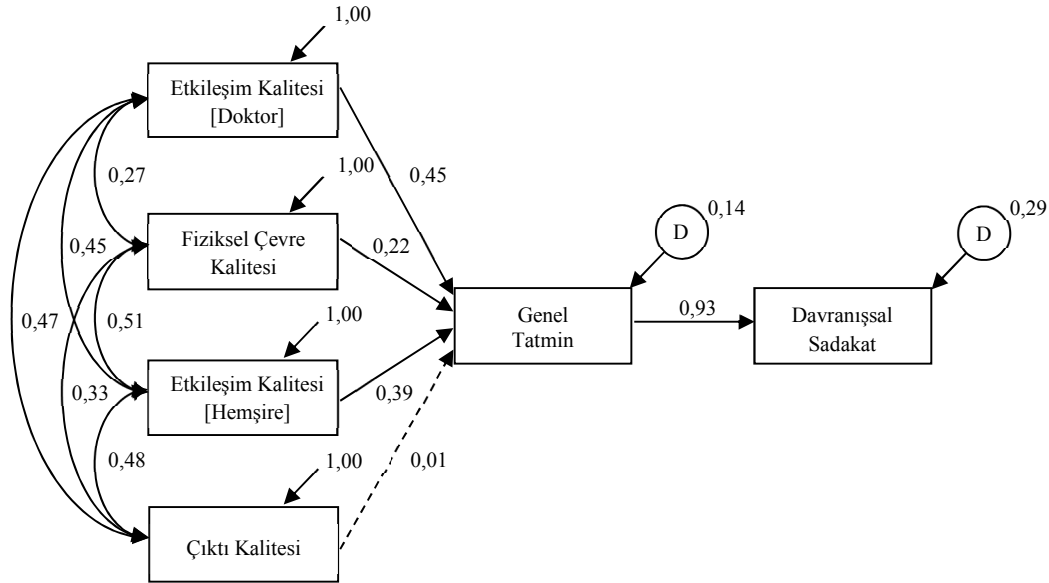 1,00
Etkileşim Kalitesi
[Doktor]
0,27
1,00
0,45
Fiziksel Çevre
Kalitesi
0,45
0,22
0,14
D
0,29
D
0,47
0,51
1,00
Genel
Tatmin
0,93
Davranışsal
Sadakat
Etkileşim Kalitesi
[Hemşire]
0,33
0,39
0,48
1,00
0,01
Çıktı Kalitesi